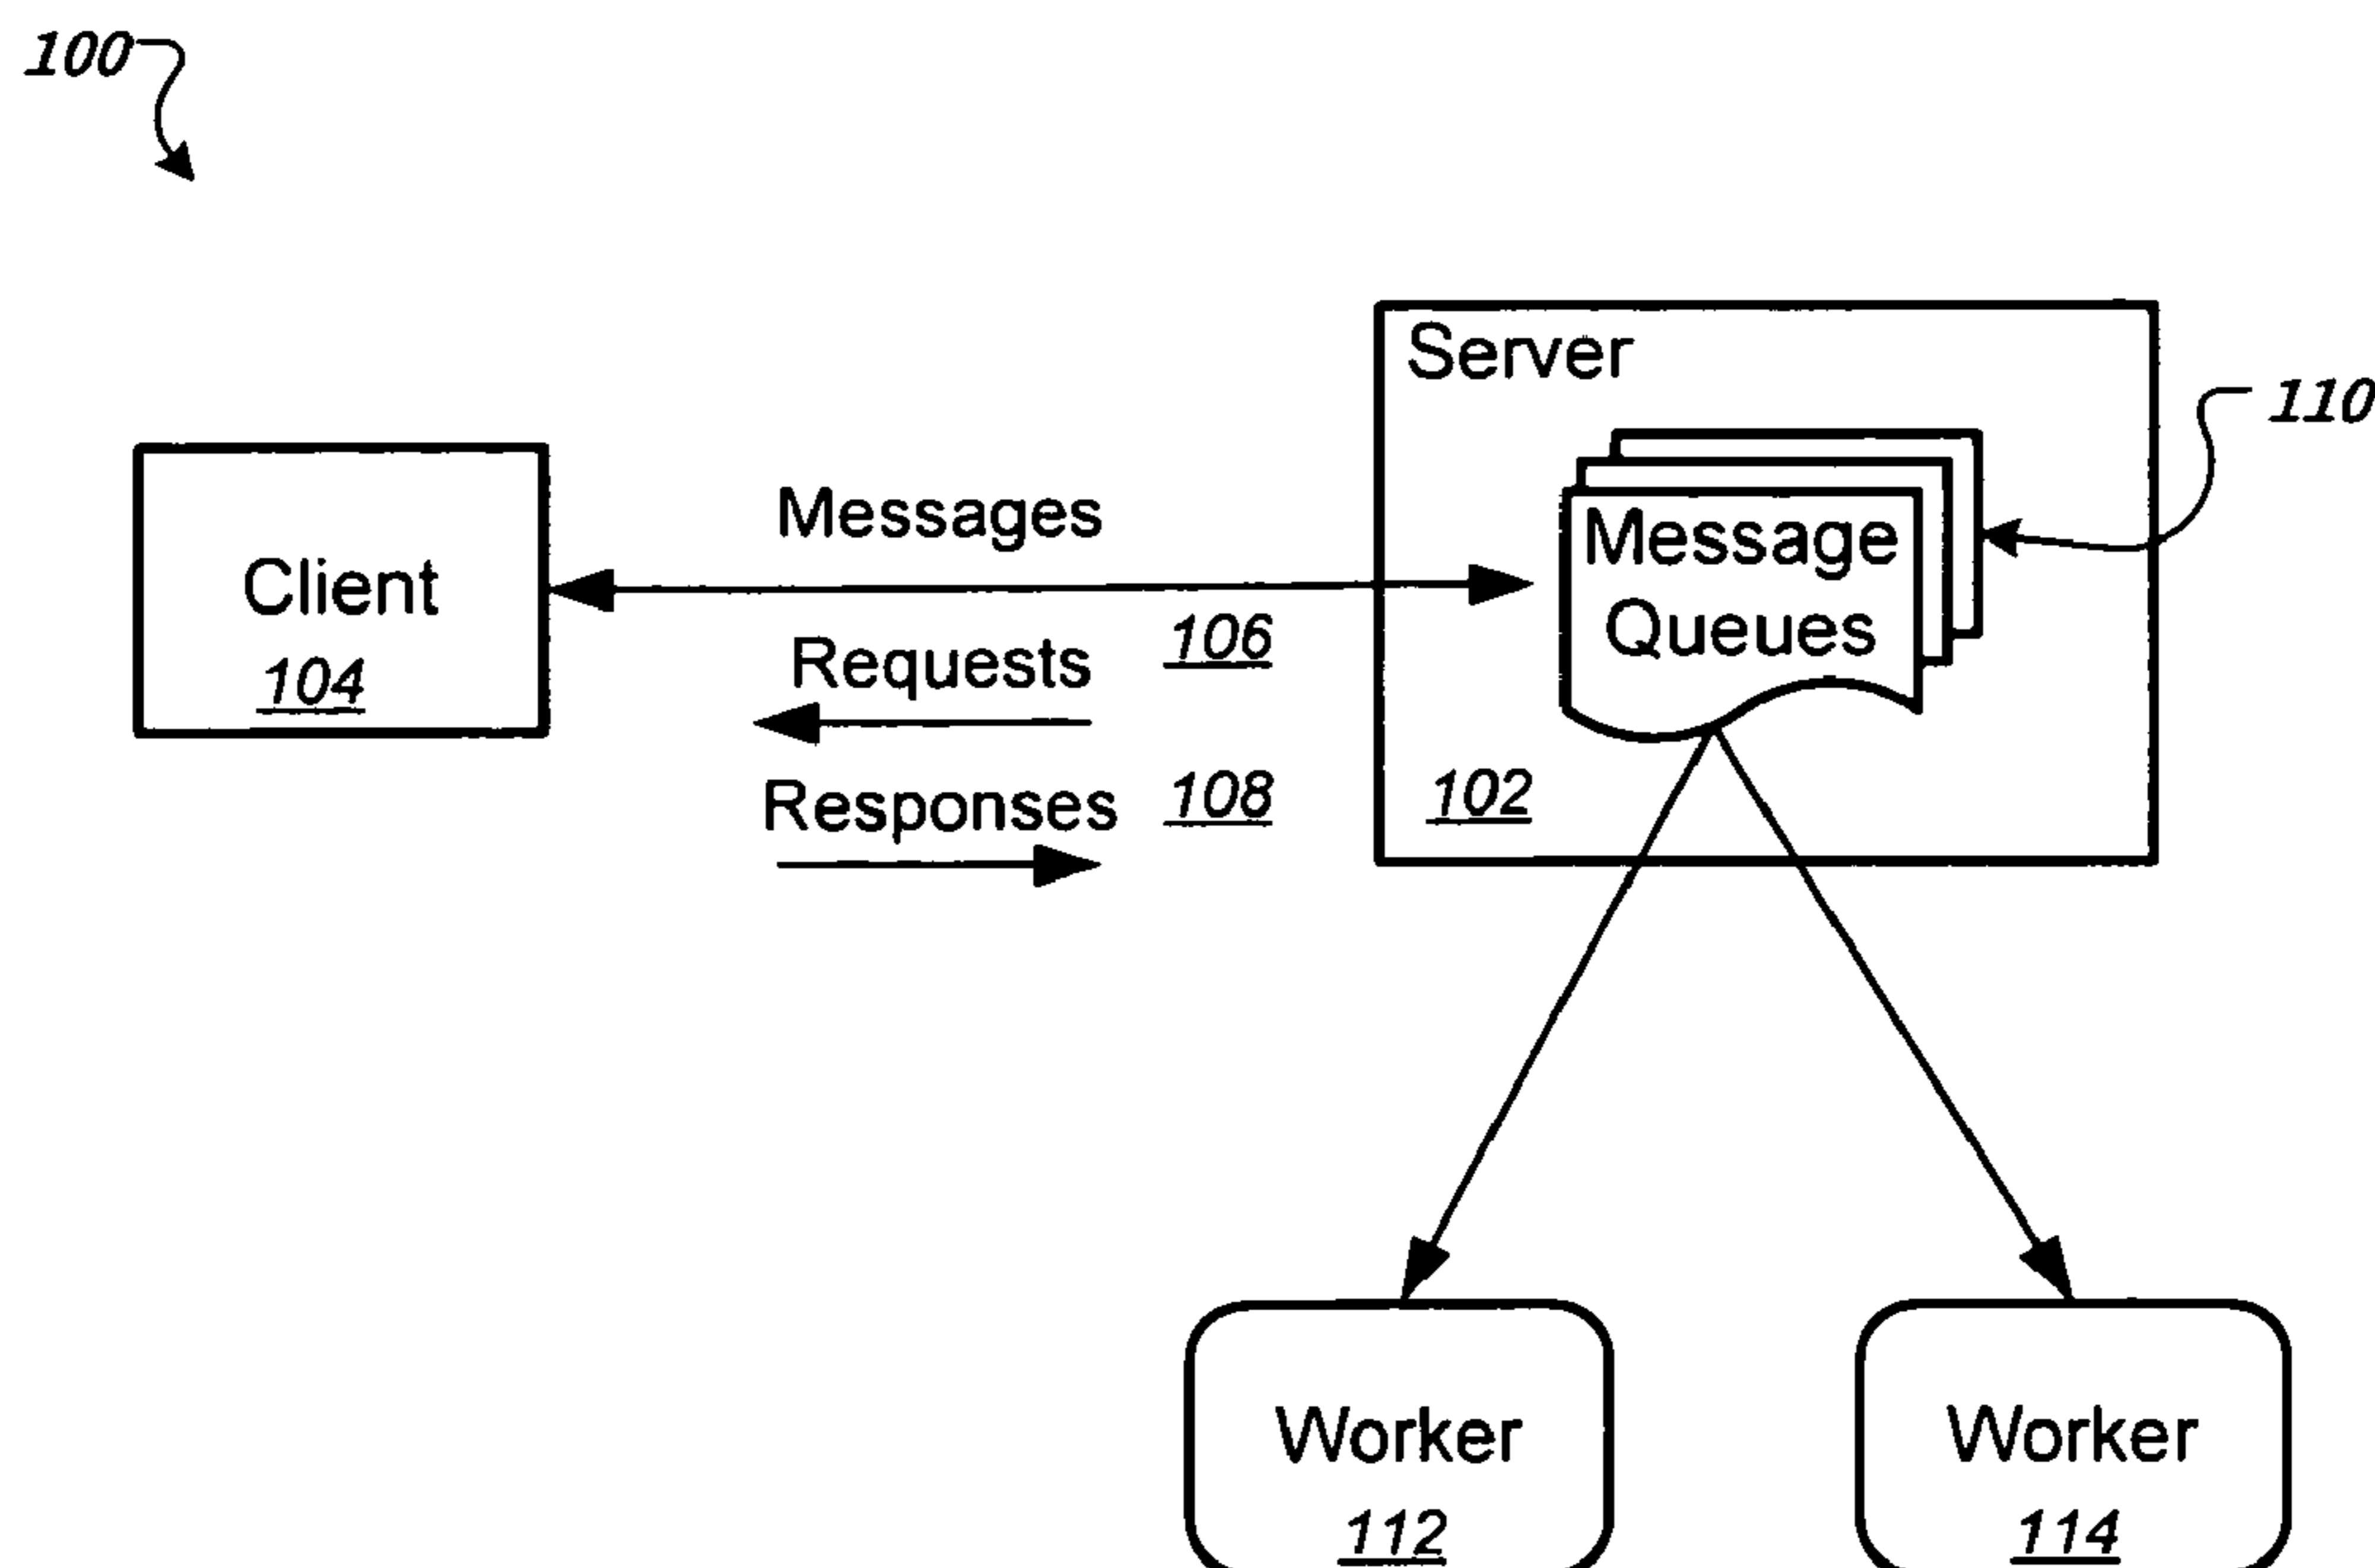 100
Server
110
Messages
Message
Queues
Client
104
106
Requests
108
Responses
102
Worker
112
Worker
114